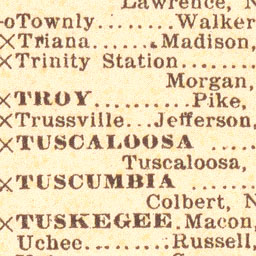 Lawrence, N
oTownly........Walker
×Triana.......Madison,
×Trinity Station........
Morgan,
×TROY..........Pike,
×Trussville...Jefferson,
×TUSCALOOSA ....
Tuscaloosa,
×TUSCUMBIA ......
Colbert, N
×TUSKEGEE.Macon,
Uchee........Russell,